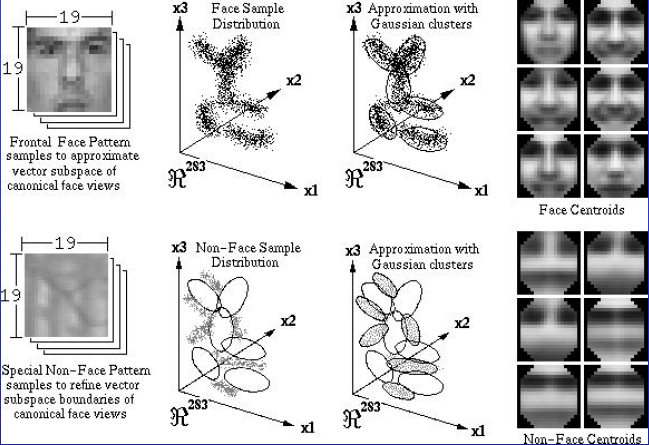 19
19
Frontal Face Pattern
samples to approximate
vector subspace of
canonical face views
Face Sample
Distribution
x3
x2
x1
ℜ283
Approximation with
Gaussian clusters
x3
x2
x1
ℜ283
Face Centroids
19
19
Special Non-Face Pattern
samples to refine vector
subspace boundaries of
canonical face views
Non-Face Sample
Distribution
x3
x2
x1
ℜ283
Approximation with
Gaussian clusters
x3
x2
x1
ℜ283
Non-Face Centroids